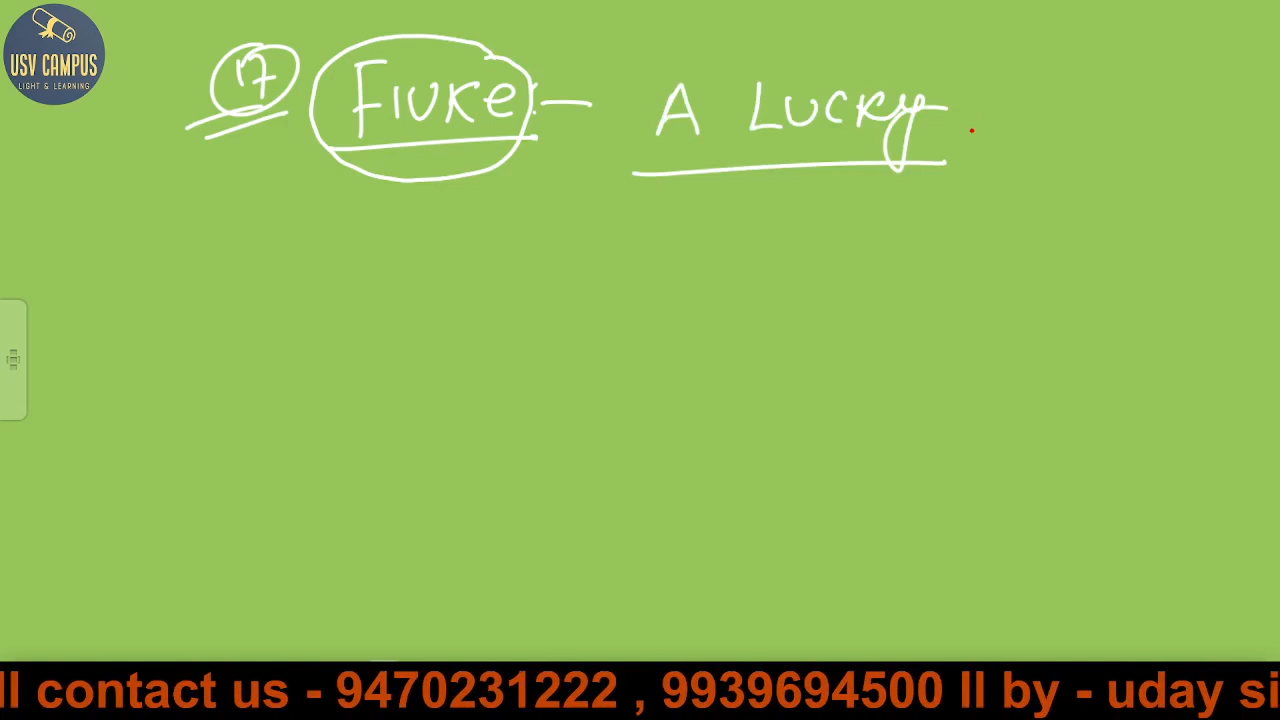 USV CAMPUS
LIGHT & LEARNING
17 Fluke:- A Lucky
ll contact us - 9470231222 , 9939694500 ll by - uday si